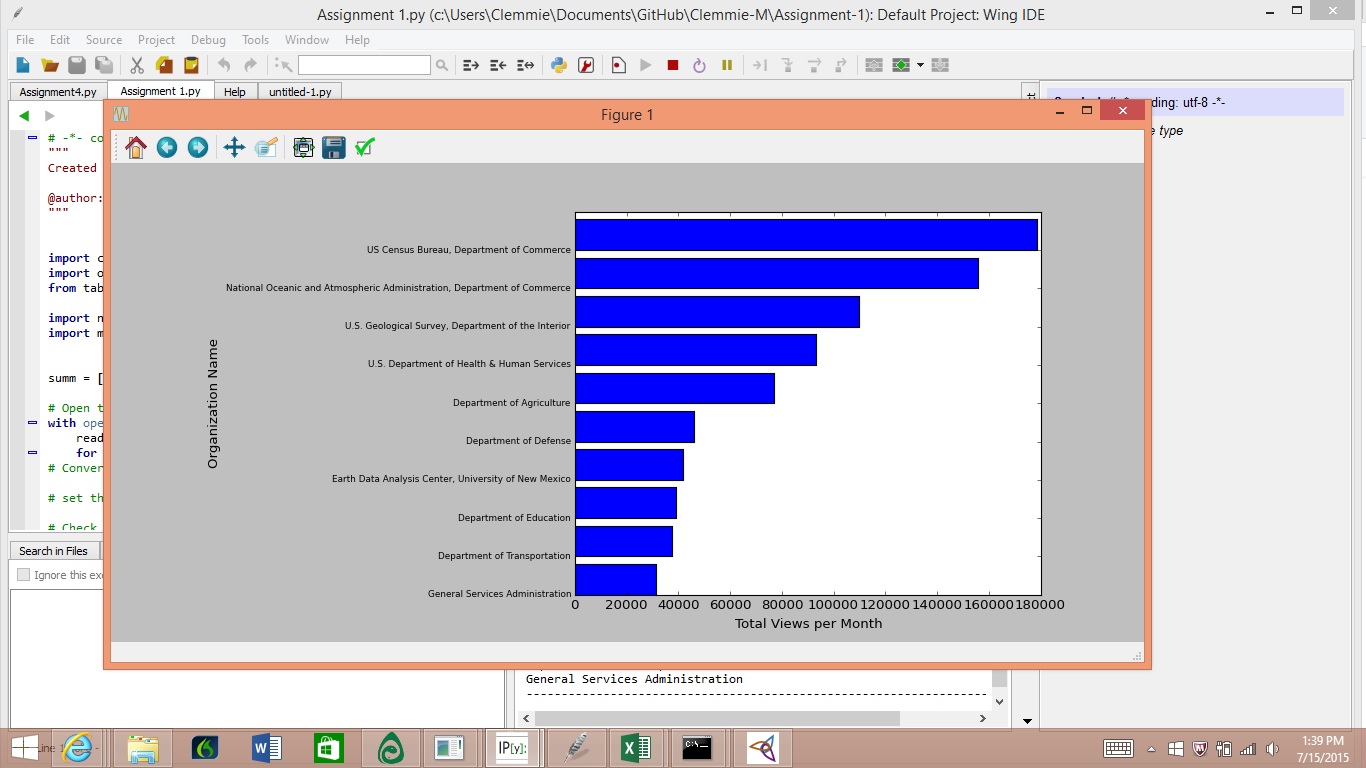 Assignment 1.py (c:\Users\Clemmie\Documents\GitHub\Clemmie-M\Assignment-1): Default Project: Wing IDE
File Edit Source Project Debug Tools Window Help
Assignment4.py Assignment 1.py Help untitled-1.py
Figure 1
ding: utf-8 -*-
e type
# -*- co
"""
Created
@author:
"""
import c
import o
from tab
import n
import m
summ = [
# Open t
with ope
read
for
# Conver
# set th
# Check
Organization Name
US Census Bureau, Department of Commerce
National Oceanic and Atmospheric Administration, Department of Commerce
U.S. Geological Survey, Department of the Interior
U.S. Department of Health & Human Services
Department of Agriculture
Department of Defense
Earth Data Analysis Center, University of New Mexico
Department of Education
Department of Transportation
General Services Administration
0 20000 40000 60000 80000 100000 120000 140000 160000 180000
Total Views per Month
Search in Files
Ignore this exc
General Services Administration
--------------------------------------------------------------------
Line 1
IP[y]:
C:\_
1:39 PM
7/15/2015